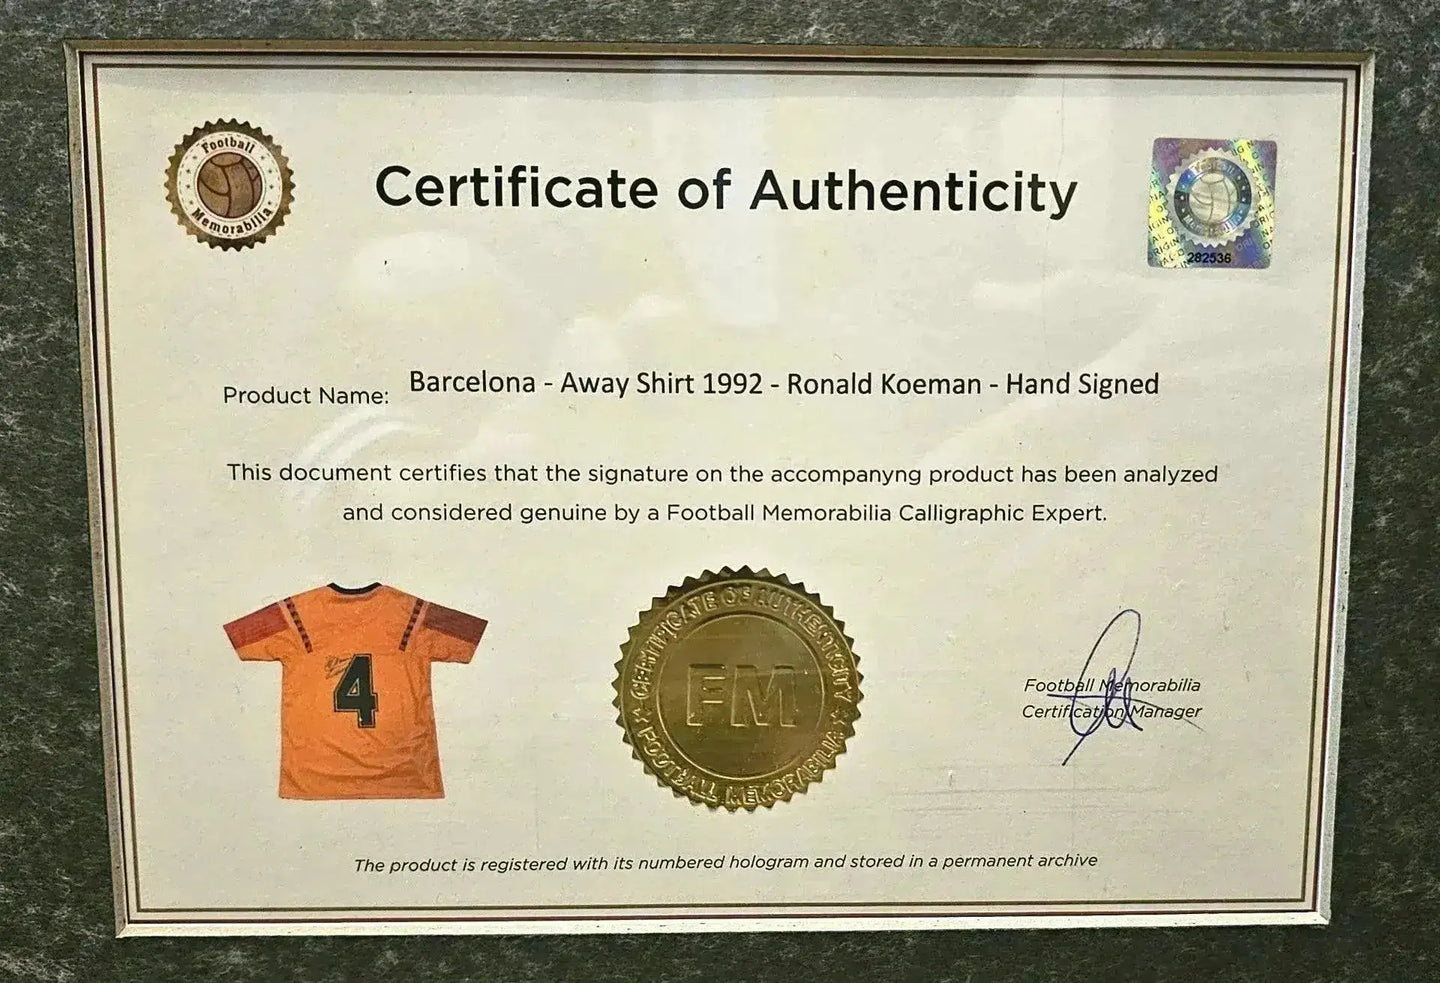 Football
Memorabilia
Certificate of Authenticity
282536
Product Name: Barcelona - Away Shirt 1992 - Ronald Koeman - Hand Signed
This document certifies that the signature on the accompanyng product has been analyzed
and considered genuine by a Football Memorabilia Calligraphic Expert.
4
CERTIFICATE OF AUTHENTICITY
FM
FOOTBALL MEMORABILIA
Football Memorabilia
Certification Manager
The product is registered with its numbered hologram and stored in a permanent archive